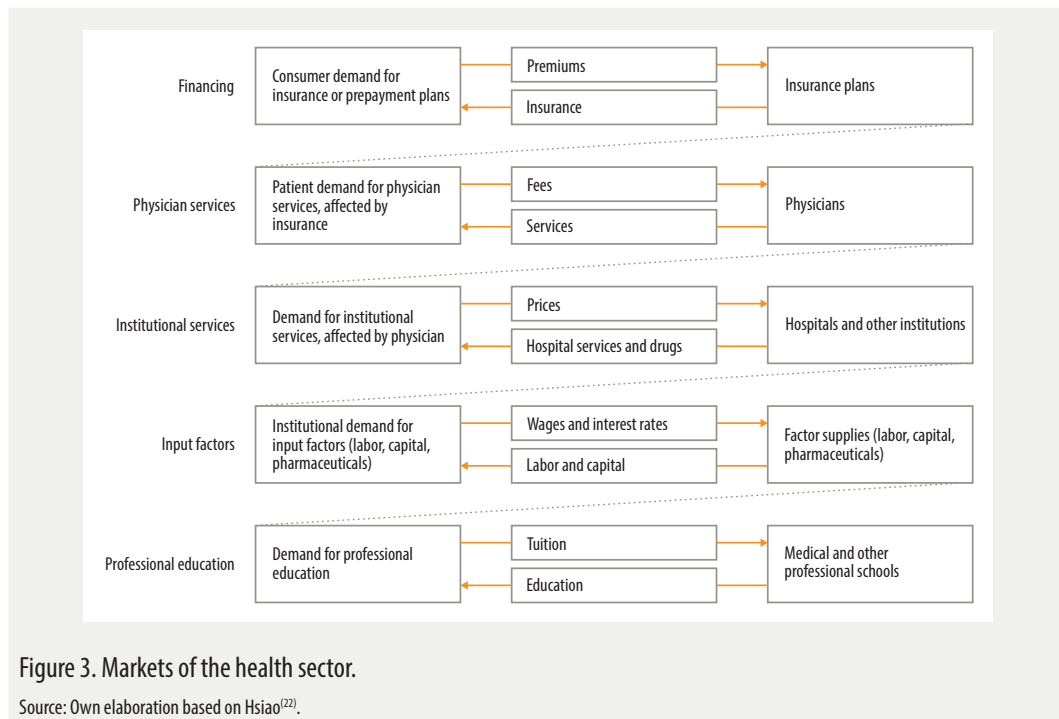 Financing
Consumer demand for
insurance or prepayment plans
Premiums
Insurance
Insurance plans
Physician services
Patient demand for physician
services, affected by
insurance
Fees
Services
Physicians
Institutional services
Demand for institutional
services, affected by physician
Prices
Hospital services and drugs
Hospitals and other institutions
Input factors
Institutional demand for
input factors (labor, capital,
pharmaceuticals)
Wages and interest rates
Labor and capital
Factor supplies (labor, capital,
pharmaceuticals)
Professional education
Demand for professional
education
Tuition
Education
Medical and other
professional schools
Figure 3. Markets of the health sector.
Source: Own elaboration based on Hsiao(22).